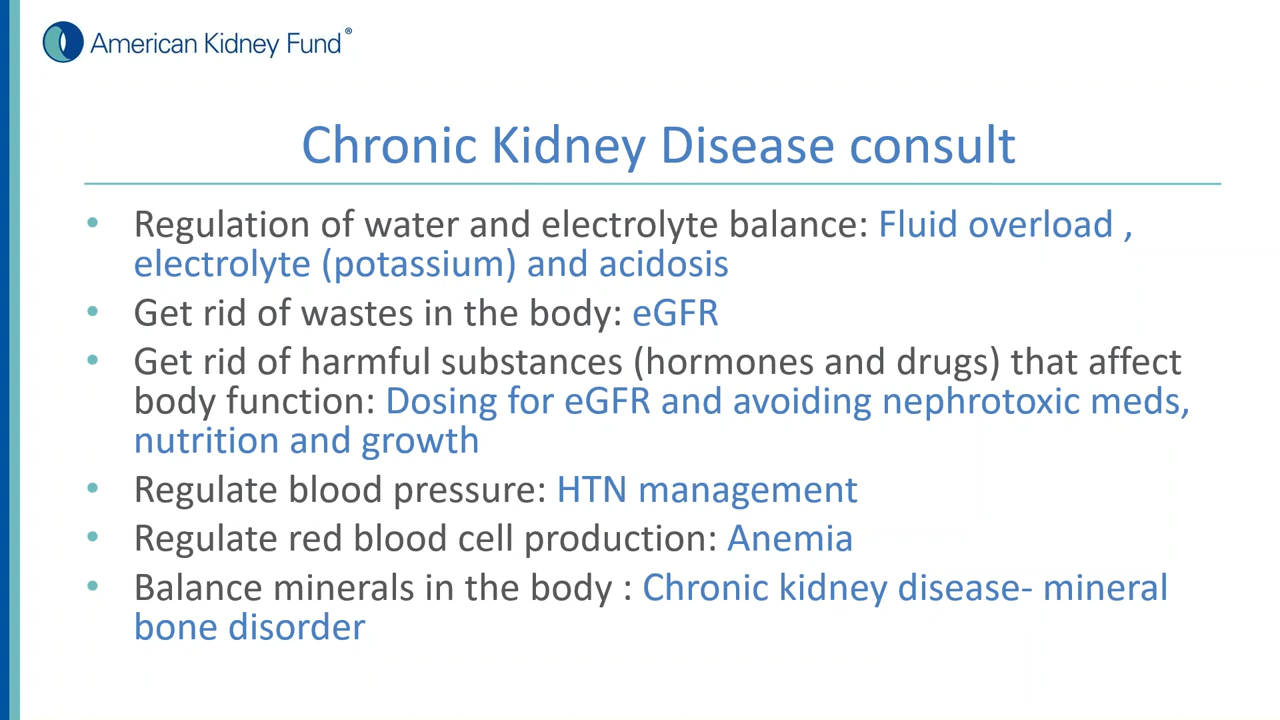 American Kidney Fund®
Chronic Kidney Disease consult
• Regulation of water and electrolyte balance: Fluid overload ,
electrolyte (potassium) and acidosis
• Get rid of wastes in the body: eGFR
• Get rid of harmful substances (hormones and drugs) that affect
body function: Dosing for eGFR and avoiding nephrotoxic meds,
nutrition and growth
• Regulate blood pressure: HTN management
• Regulate red blood cell production: Anemia
• Balance minerals in the body : Chronic kidney disease- mineral
bone disorder